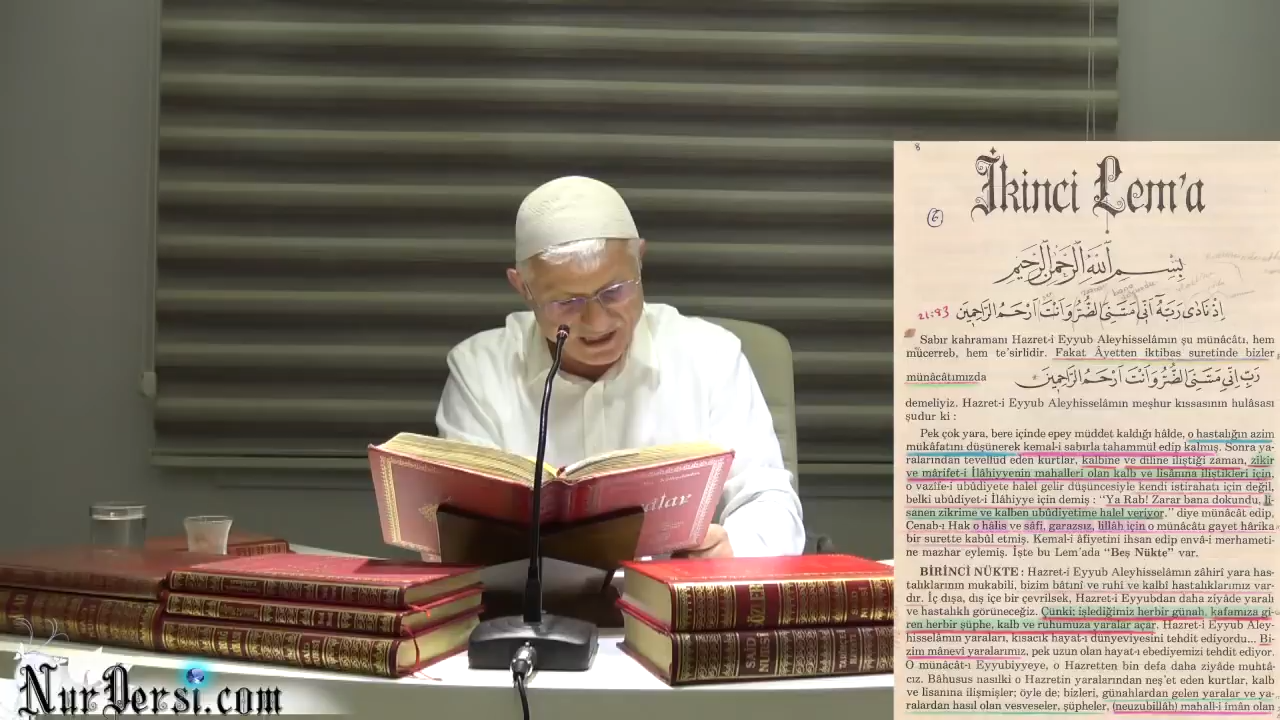 8
İkinci Lem'a
6
بِسْمِ اللّٰهِ الرَّحْمٰنِ الرَّحِيمِ
21:83 اِذْ نَادٰى رَبَّهُٓ اَنّ۪ى مَسَّنِىَ الضُّرُّ وَاَنْتَ اَرْحَمُ الرَّاحِم۪ينَ
Sabır kahramanı Hazret-i Eyyub Aleyhisselâmın şu münâcâtı, hem
mücerreb, hem te'sirlidir. Fakat Âyetten iktibas suretinde bizler
münâcâtımızda رَبِّ اِنّ۪ى مَسَّنِىَ الضُّرُّ وَاَنْتَ اَرْحَمُ الرَّاحِم۪ينَ
demeliyiz. Hazret-i Eyyub Aleyhisselâmın meşhur kıssasının hulâsası
şudur ki :
Pek çok yara, bere içinde epey müddet kaldığı hâlde, o hastalığın azim
mükâfatını düşünerek kemal-i sabırla tahammül edip kalmış. Sonra ya-
ralarından tevellüd eden kurtlar, kalbine ve diline iliştiği zaman, zikir
ve mârifet-i İlâhiyyenin mahalleri olan kalb ve lisanına iliştikleri için,
o vazife-i ubûdiyete halel gelir düşüncesiyle kendi istirahatı için değil,
belki ubûdiyet-i İlâhiyye için demiş : "Ya Rab! Zarar bana dokundu, li-
sanen zikrime ve kalben ubûdiyetime halel veriyor." diye münâcat edip,
Cenab-ı Hak o hâlis ve sâfi, garazsız, lillâh için o münâcâtı gayet hârika
bir surette kabûl etmiş. Kemal-i âfiyetini ihsan edip envâ-i merhameti-
ne mazhar eylemiş. İşte bu Lem'ada "Beş Nükte" var.
BİRİNCİ NÜKTE : Hazret-i Eyyub Aleyhisselâmın zâhirî yara has-
talıklarının mukabili, bizim bâtınî ve ruhî ve kalbî hastalıklarımız var-
dır. İç dışa, dış içe bir çevrilsek, Hazret-i Eyyubdan daha ziyâde yaralı
ve hastalıklı görüneceğiz. Çünki; işlediğimiz herbir günah, kafamıza gi-
ren herbir şüphe, kalb ve ruhumuza yaralar açar. Hazret-i Eyyub Aley-
hisselâmın yaraları, kısacık hayat-ı dünyeviyesini tehdit ediyordu... Bi-
zim mânevî yaralarımız, pek uzun olan hayat-ı ebediyemizi tehdit ediyor.
O münâcat-ı Eyyubiyyeye, o Hazretten bin defa daha ziyâde muhtâ-
cız. Bâhusus nasılki o Hazretin yaralarından neş'et eden kurtlar, kalb
ve lisanına ilişmişler; öyle de; bizleri, günahlardan gelen yaralar ve ya-
ralardan hasıl olan vesveseler, şüpheler, (neuzubillâh) mahall-i imân olan
SÖZLER
SAİD NURSÎ
NurDersi.com